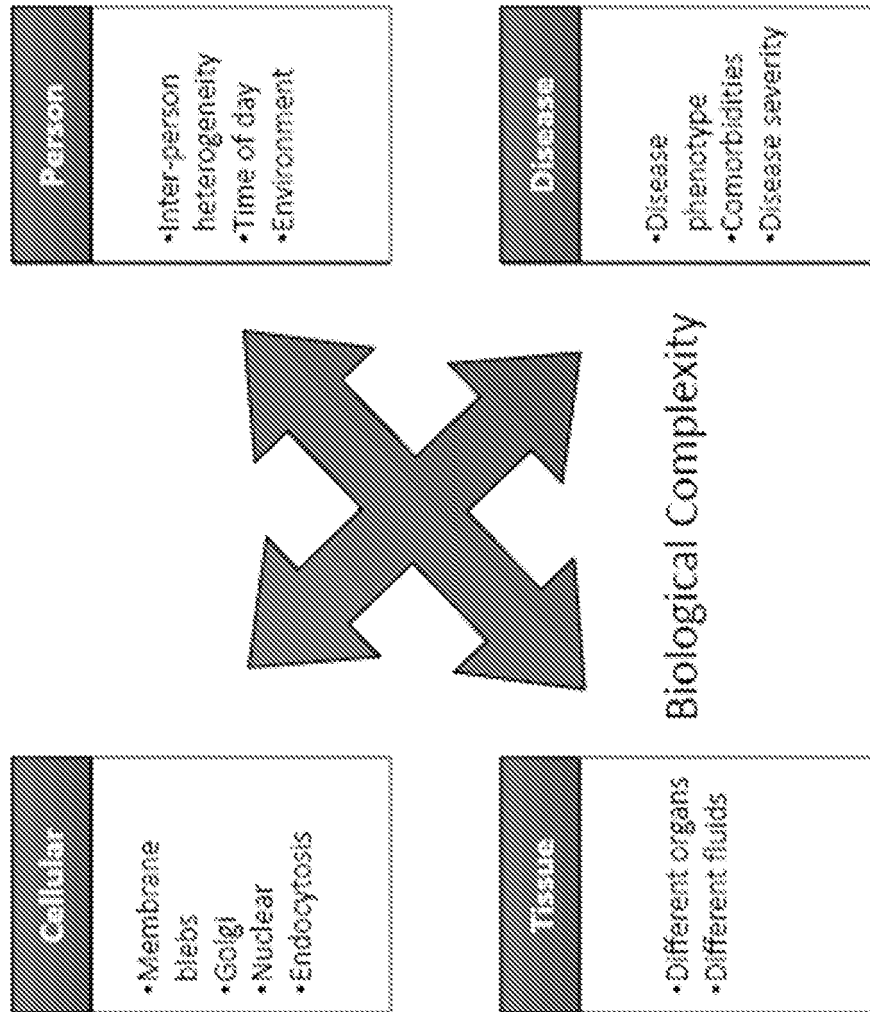 Cellular
•Membrane
blebs
•Golgi
•Nuclear
•Endocytosis
Person
•Inter-person
heterogeneity
•Time of day
•Environment
Tissue
•Different organs
•Different fluids
Biological Complexity
Disease
•Disease
phenotype
•Comorbidities
•Disease severity